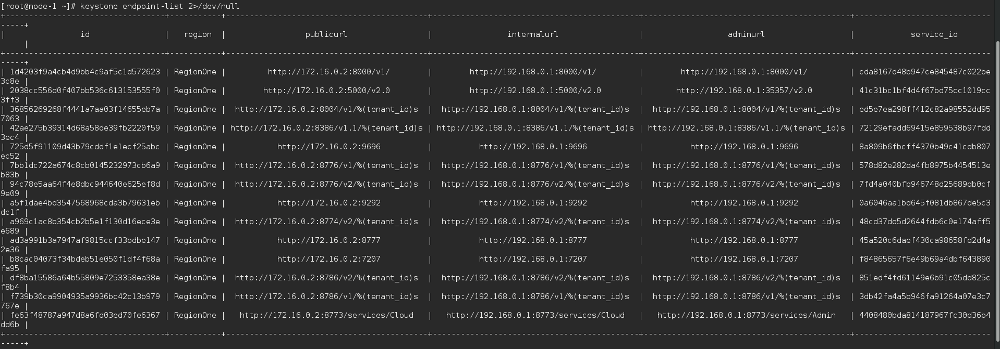 [root@node-1 ~]# keystone endpoint-list 2>/dev/null
+----------------------------------+-----------+-------------------------------------------+--------------------------------------------+--------------------------------------------+-----------------------------
-----+
|                id                |   region  |                 publicurl                 |                internalurl                 |                  adminurl                  |            service_id
     |
+----------------------------------+-----------+-------------------------------------------+--------------------------------------------+--------------------------------------------+-----------------------------
-----+
| 1d4203f9a4cb4d9bb4c9af5c1d572623 | RegionOne |         http://172.16.0.2:8000/v1/        |        http://192.168.0.1:8000/v1/         |        http://192.168.0.1:8000/v1/         | cda8167d48b947ce845487c022be
3c8e |
| 2038cc556d0f407bb536c613153555f0 | RegionOne |        http://172.16.0.2:5000/v2.0        |        http://192.168.0.1:5000/v2.0        |       http://192.168.0.1:35357/v2.0        | 41c31bc1bf4d4f67bd75cc1019cc
3ff3 |
| 36856269268f4441a7aa03f14655eb7a | RegionOne |  http://172.16.0.2:8004/v1/%(tenant_id)s  |  http://192.168.0.1:8004/v1/%(tenant_id)s  |  http://192.168.0.1:8004/v1/%(tenant_id)s  | ed5e7ea298ff412c82a98552dd95
7063 |
| 42ae275b39314d68a58de39fb2220f59 | RegionOne | http://172.16.0.2:8386/v1.1/%(tenant_id)s | http://192.168.0.1:8386/v1.1/%(tenant_id)s | http://192.168.0.1:8386/v1.1/%(tenant_id)s | 72129efadd69415e859538b97fdd
3ec4 |
| 725d5f91109d43b79cddf1e1ecf25abc | RegionOne |           http://172.16.0.2:9696          |          http://192.168.0.1:9696           |          http://192.168.0.1:9696           | 8a809b6fbcff4370b49c41cdb807
ec52 |
| 7bb1dc722a674c8cb0145232973cb6a9 | RegionOne |  http://172.16.0.2:8776/v1/%(tenant_id)s  |  http://192.168.0.1:8776/v1/%(tenant_id)s  |  http://192.168.0.1:8776/v1/%(tenant_id)s  | 578d82e282da4fb8975b4454513e
b83b |
| 94c78e5aa64f4e8dbc944640e625ef8d | RegionOne |  http://172.16.0.2:8776/v2/%(tenant_id)s  |  http://192.168.0.1:8776/v2/%(tenant_id)s  |  http://192.168.0.1:8776/v2/%(tenant_id)s  | 7fd4a040bfb946748d25689db0cf
9e09 |
| a5f1dae4bd3547568968cda3b79631eb | RegionOne |           http://172.16.0.2:9292          |          http://192.168.0.1:9292           |          http://192.168.0.1:9292           | 0a6046aa1bd645f081db867de5c3
dc1f |
| a969c1ac8b354cb2b5e1f130d16ece3e | RegionOne |  http://172.16.0.2:8774/v2/%(tenant_id)s  |  http://192.168.0.1:8774/v2/%(tenant_id)s  |  http://192.168.0.1:8774/v2/%(tenant_id)s  | 48cd37dd5d2644fdb6c0e174aff5
e689 |
| ad3a991b3a7947af9815ccf33bdbe147 | RegionOne |           http://172.16.0.2:8777          |          http://192.168.0.1:8777           |          http://192.168.0.1:8777           | 45a520c6daef430ca98658fd2d4a
2e36 |
| b8cac04073f34bdeb51e050f1df4f68a | RegionOne |           http://172.16.0.2:7207          |          http://192.168.0.1:7207           |          http://192.168.0.1:7207           | f84865657f6e49b69a4dbf643890
fa95 |
| df8ba15586a64b55809e7253358ea38e | RegionOne |  http://172.16.0.2:8786/v2/%(tenant_id)s  |  http://192.168.0.1:8786/v2/%(tenant_id)s  |  http://192.168.0.1:8786/v2/%(tenant_id)s  | 851edf4fd61149e6b91c05dd825c
f8b4 |
| f739b30ca9904935a9936bc42c13b979 | RegionOne |  http://172.16.0.2:8786/v1/%(tenant_id)s  |  http://192.168.0.1:8786/v1/%(tenant_id)s  |  http://192.168.0.1:8786/v1/%(tenant_id)s  | 3db42fa4a5b946fa91264a07e3c7
767e |
| fe63f48787a947d8a6fd03ed70fe6367 | RegionOne |   http://172.16.0.2:8773/services/Cloud   |   http://192.168.0.1:8773/services/Cloud   |   http://192.168.0.1:8773/services/Admin   | 4408480bda814187967fc30d36b4
dd6b |
+----------------------------------+-----------+-------------------------------------------+--------------------------------------------+--------------------------------------------+-----------------------------
-----+